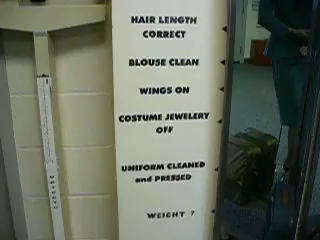 HAIR LENGTH
CORRECT
BLOUSE CLEAN
WINGS ON
COSTUME JEWELERY
OFF
UNIFORM CLEANED
and PRESSED
WEIGHT ?